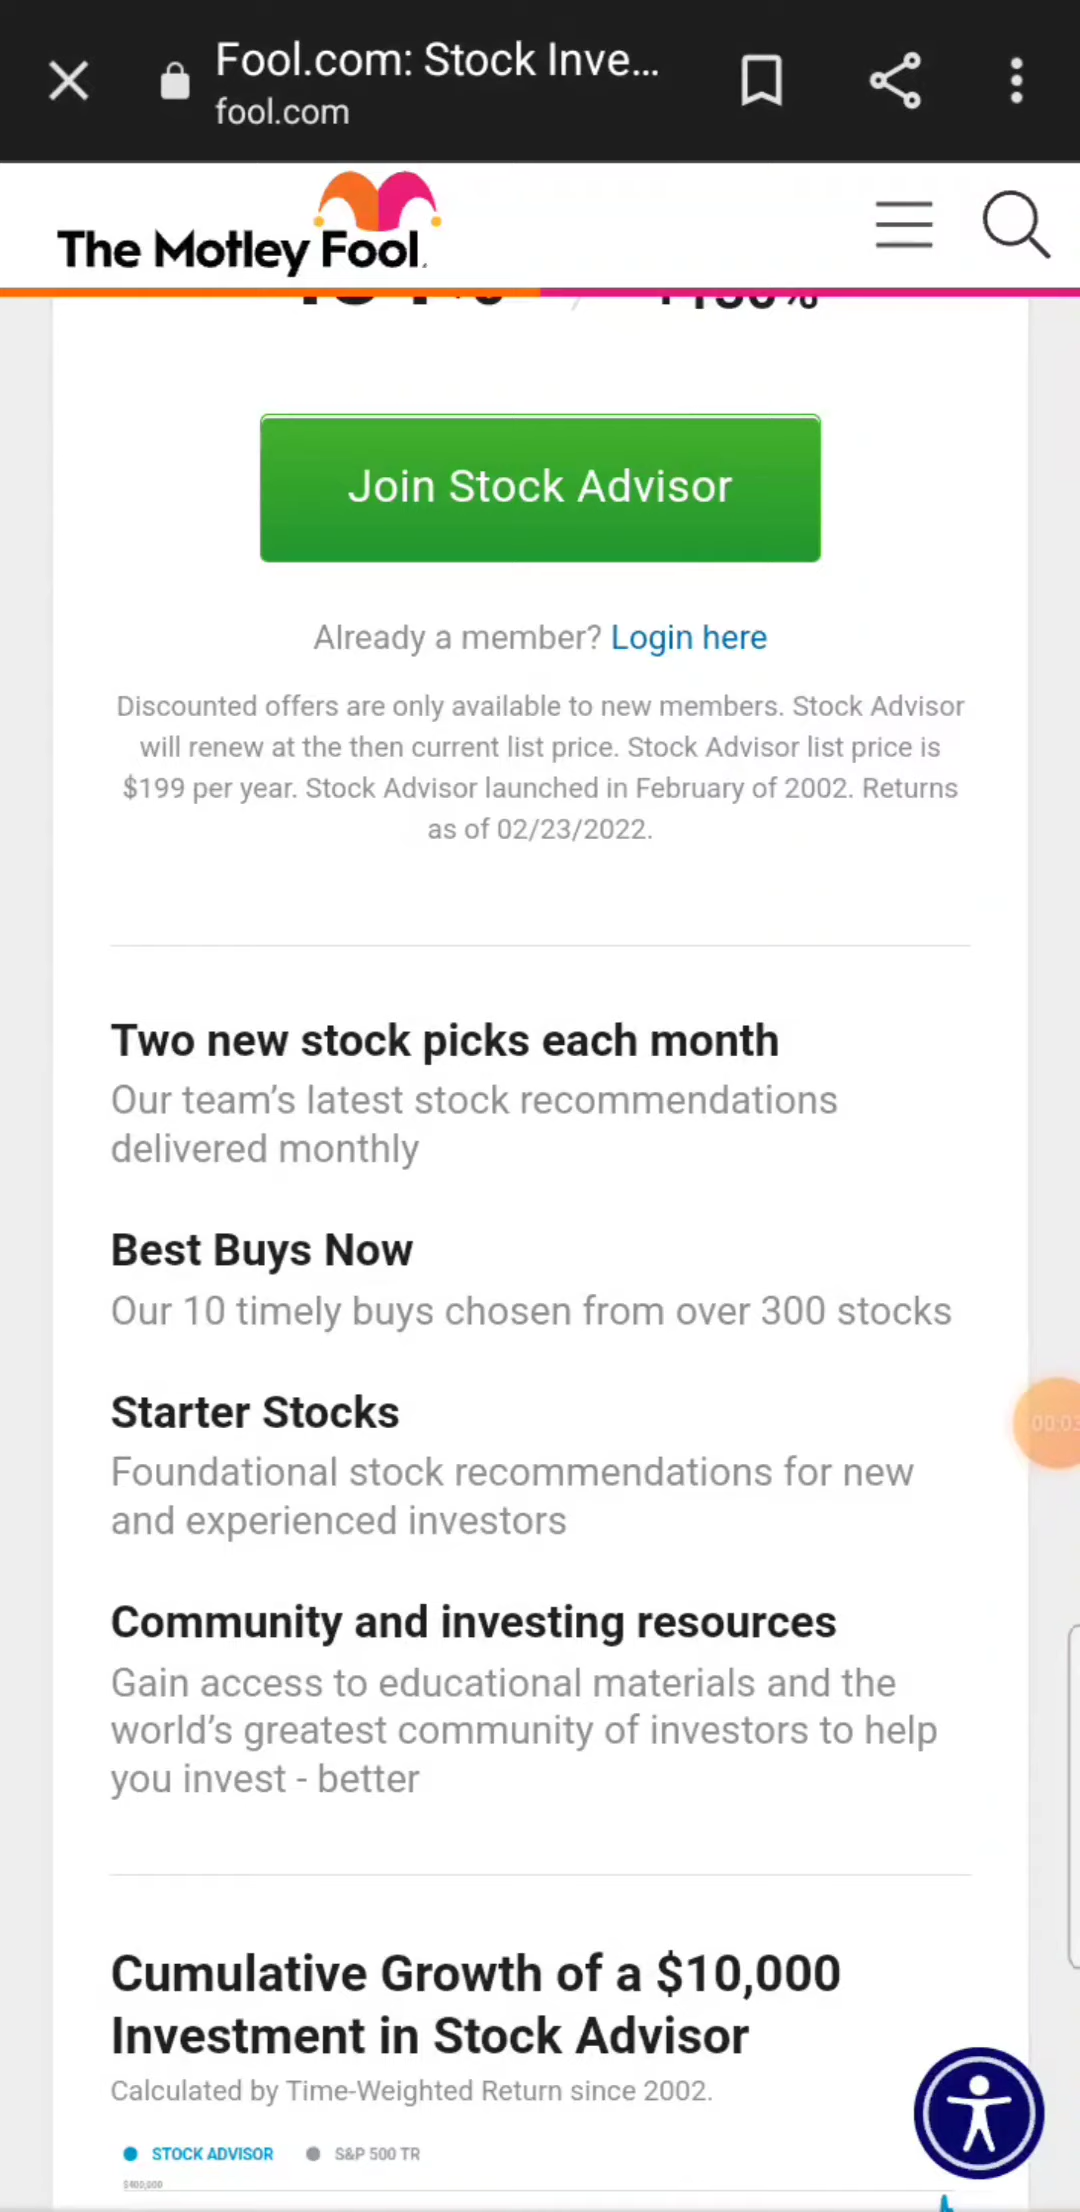 Fool.com: Stock Inve...
fool.com
The Motley Fool.
Join Stock Advisor
Already a member? Login here
Discounted offers are only available to new members. Stock Advisor
will renew at the then current list price. Stock Advisor list price is
$199 per year. Stock Advisor launched in February of 2002. Returns
as of 02/23/2022.
Two new stock picks each month
Our team's latest stock recommendations
delivered monthly
Best Buys Now
Our 10 timely buys chosen from over 300 stocks
Starter Stocks
Foundational stock recommendations for new
and experienced investors
00:03
Community and investing resources
Gain access to educational materials and the
world's greatest community of investors to help
you invest - better
Cumulative Growth of a $10,000
Investment in Stock Advisor
Calculated by Time-Weighted Return since 2002.
STOCK ADVISOR
S&P 500 TR
$400,000